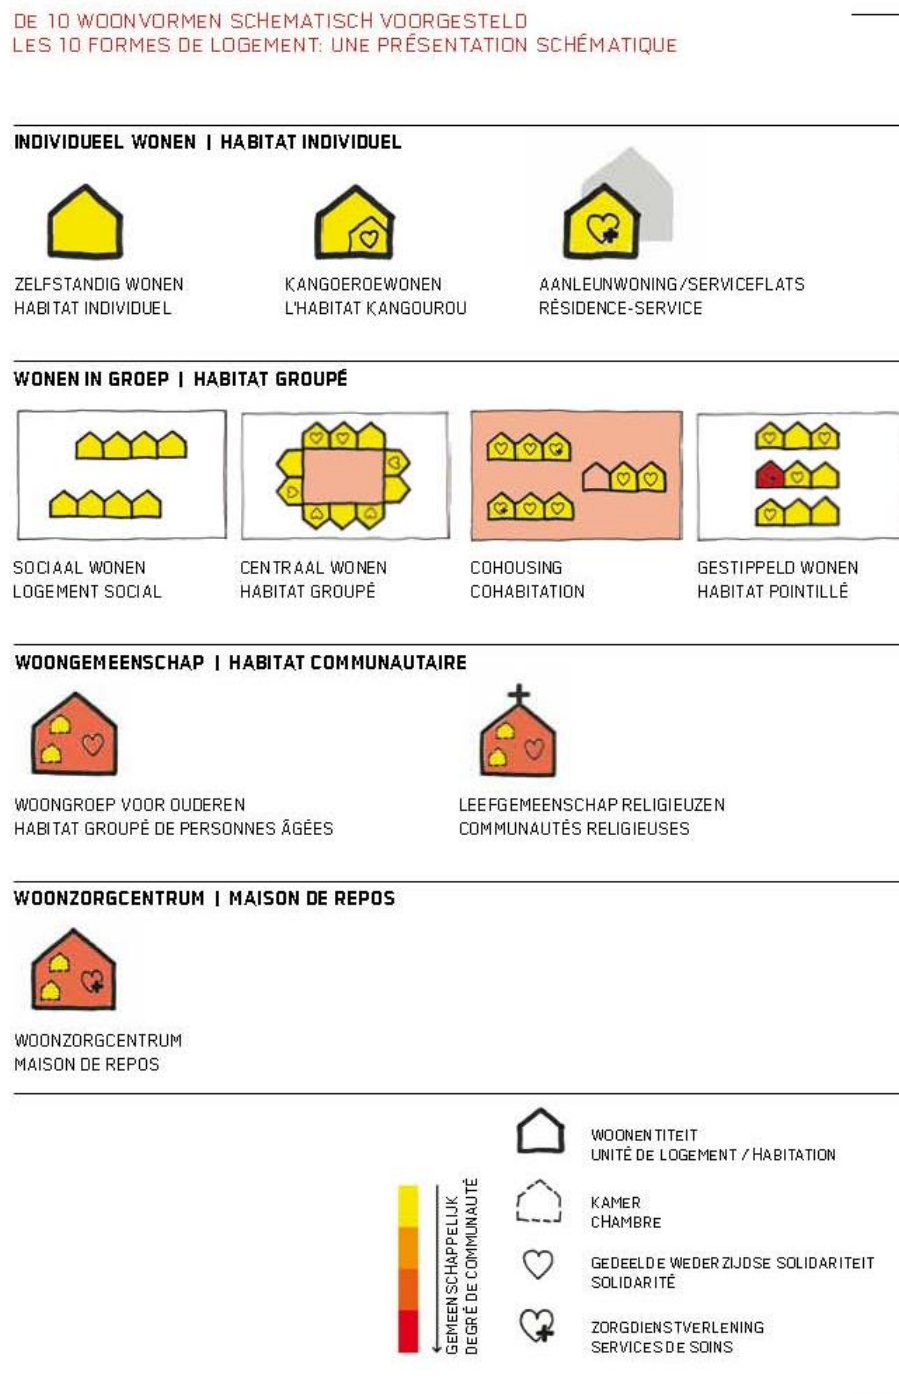 DE 10 WOONVORMEN SCHEMATISCH VOORGESTELD
LES 10 FORMES DE LOGEMENT: UNE PRÉSENTATION SCHÉMATIQUE
INDIVIDUEEL WONEN | HABITAT INDIVIDUEL
ZELFSTANDIG WONEN
HABITAT INDIVIDUEL
KANGOEROEWONEN
L'HABITAT KANGOUROU
AANLEUNWONING/SERVICEFLATS
RÉSIDENCE-SERVICE
WONEN IN GROEP | HABITAT GROUPÉ
SOCIAAL WONEN
LOGEMENT SOCIAL
CENTRAAL WONEN
HABITAT GROUPÉ
COHOUSING
COHABITATION
GESTIPPELD WONEN
HABITAT POINTILLÉ
WOONGEMEENSCHAP | HABITAT COMMUNAUTAIRE
WOONGROEP VOOR OUDEREN
HABITAT GROUPÉ DE PERSONNES ÂGÉES
LEEFGEMEENSCHAP RELIGIEUZEN
COMMUNAUTÉS RELIGIEUSES
WOONZORGCENTRUM | MAISON DE REPOS
WOONZORGCENTRUM
MAISON DE REPOS
GEMEENSCHAPPELIJK
DEGRÉ DE COMMUNAUTÉ
WOONENTITEIT
UNITÉ DE LOGEMENT / HABITATION
KAMER
CHAMBRE
GEDEELDE WEDERZIJDSE SOLIDARITEIT
SOLIDARITÉ
ZORGDIENSTVERLENING
SERVICES DE SOINS